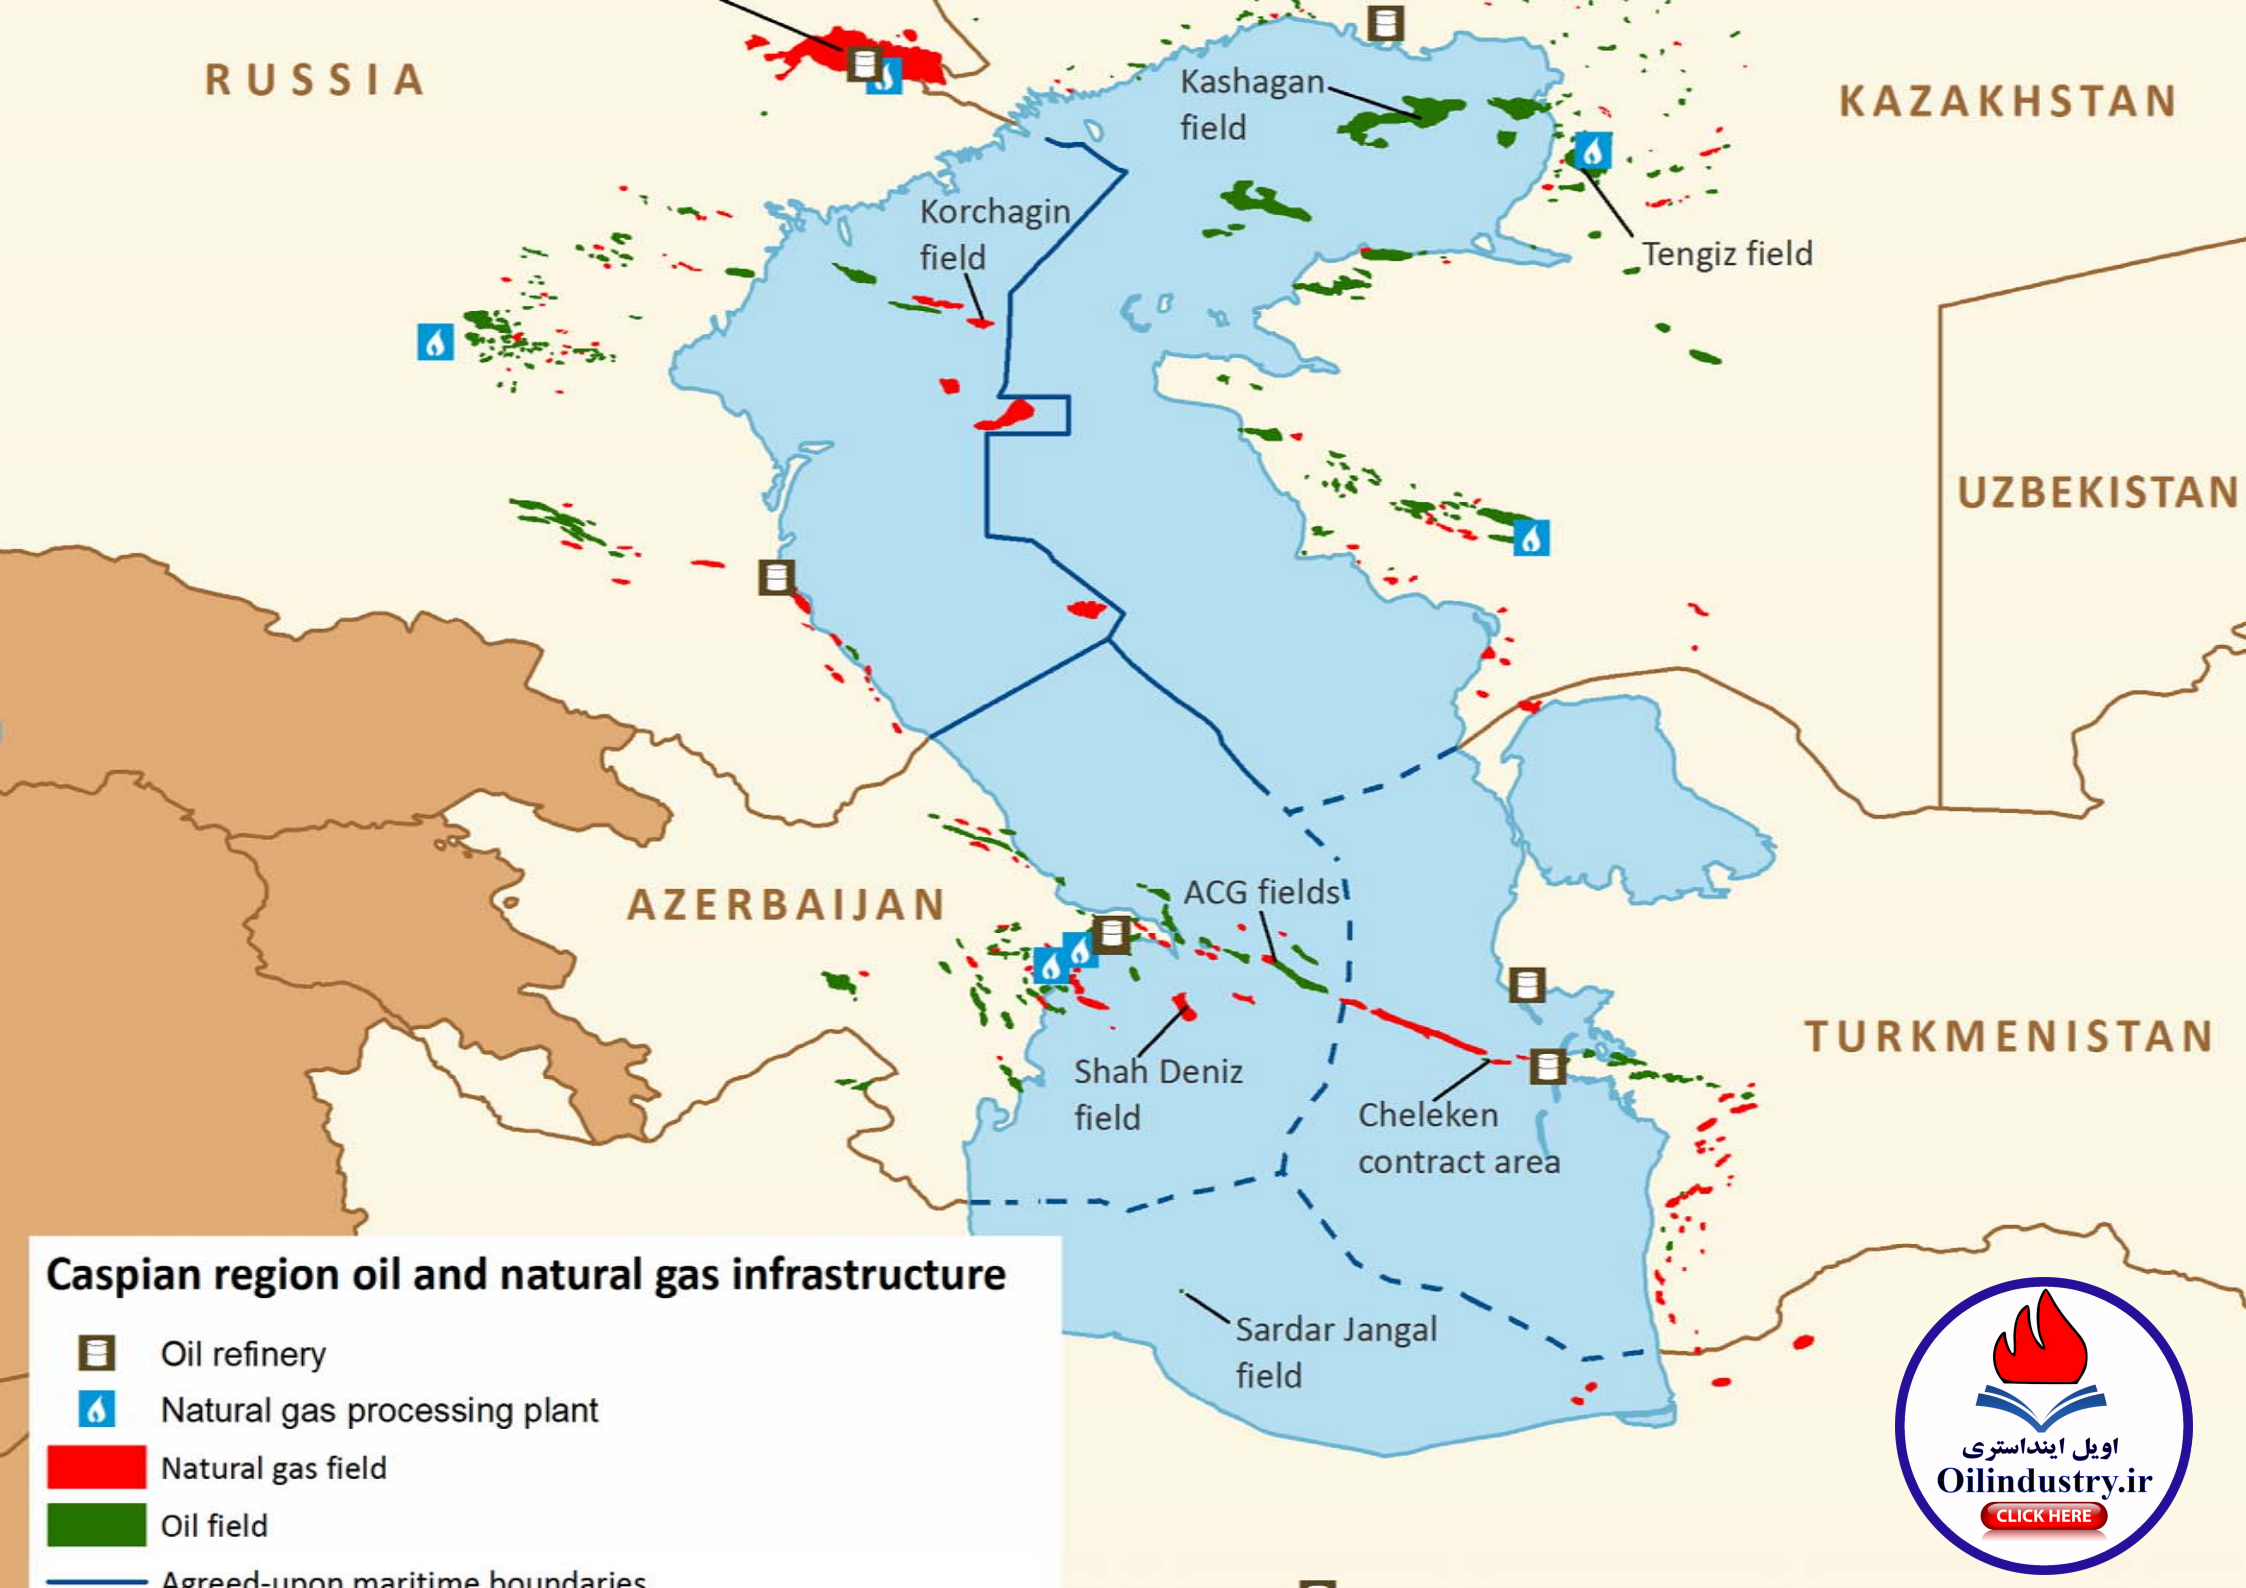 RUSSIA
KAZAKHSTAN
Kashagan
field
Korchagin
field
Tengiz field
UZBEKISTAN
AZERBAIJAN
ACG fields
TURKMENISTAN
Shah Deniz
field
Cheleken
contract area
Sardar Jangal
field
Caspian region oil and natural gas infrastructure
Oil refinery
Natural gas processing plant
Natural gas field
Oil field
Agreed-upon maritime boundaries
اویل اینداستری
Oilindustry.ir
CLICK HERE